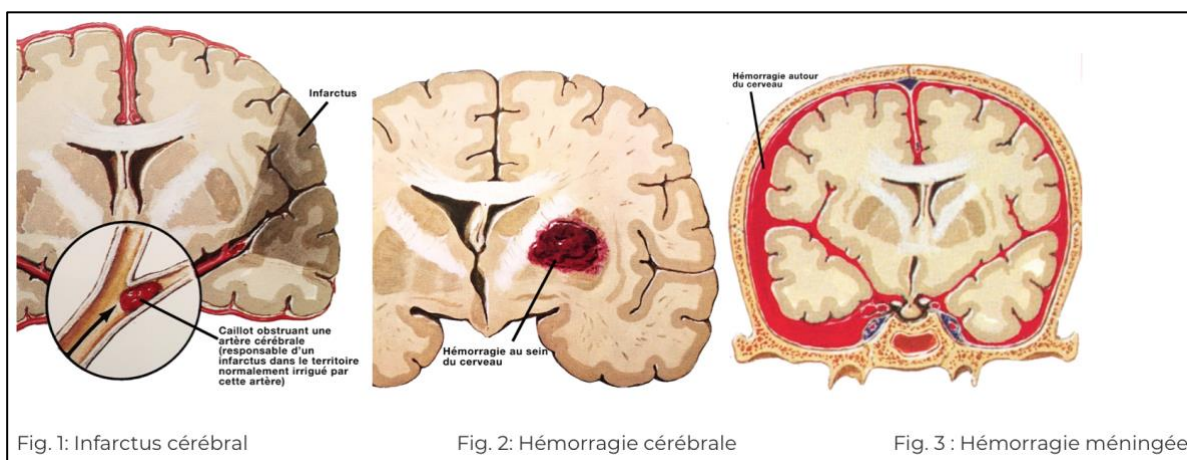 Infarctus
Caillot obstruant une
artère cérébrale
(responsable d'un
infarctus dans le territoire
normalement irrigué par
cette artère)
Hémorragie au sein
du cerveau
Hémorragie autour
du cerveau
Fig. 1: Infarctus cérébral
Fig. 2: Hémorragie cérébrale
Fig. 3 : Hémorragie méningée